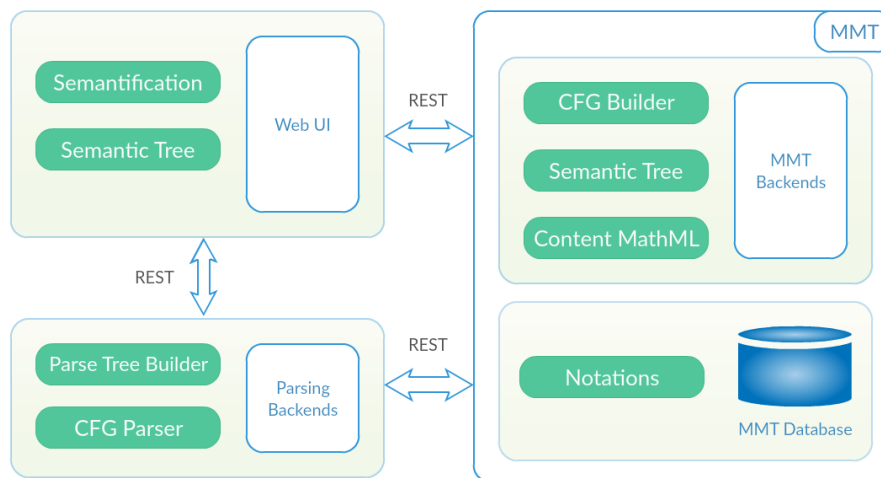 MMT
Semantification
Semantic Tree
Web UI
REST
CFG Builder
Semantic Tree
Content MathML
MMT
Backends
REST
Parse Tree Builder
CFG Parser
Parsing
Backends
REST
Notations
MMT Database